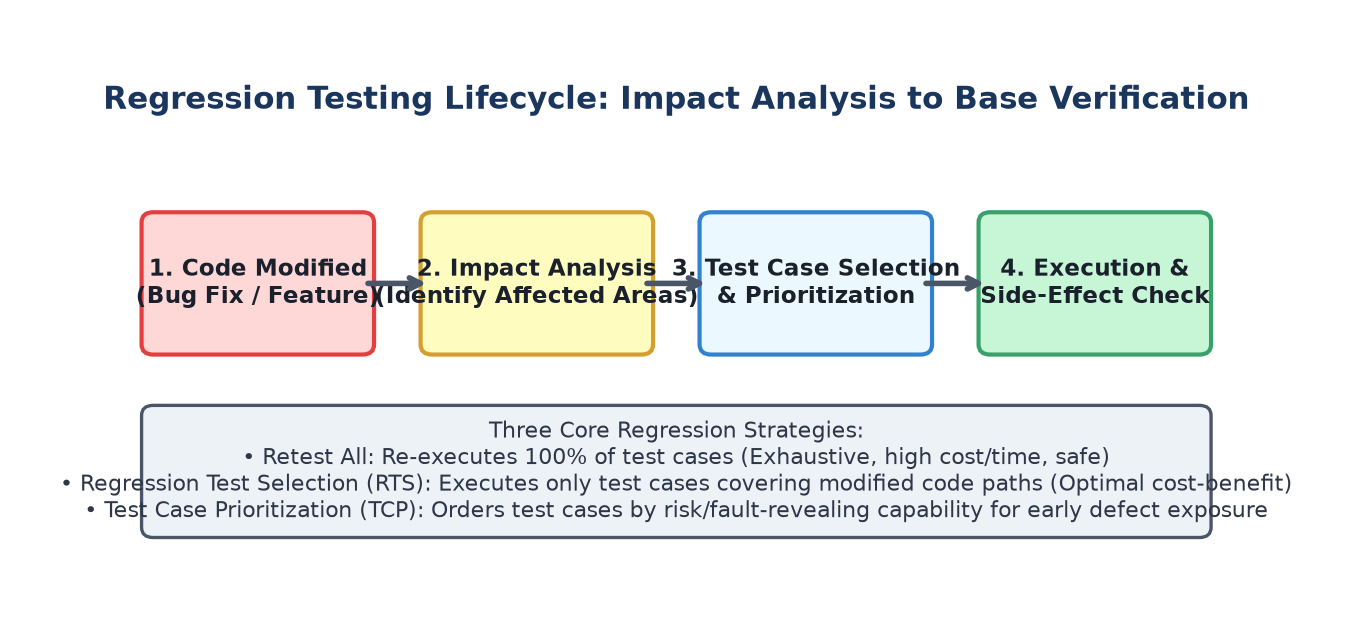 Regression Testing Lifecycle: Impact Analysis to Base Verification
1. Code Modified
(Bug Fix / Feature)
2. Impact Analysis
(Identify Affected Areas)
3. Test Case Selection
& Prioritization
4. Execution &
Side-Effect Check
Three Core Regression Strategies:
• Retest All: Re-executes 100% of test cases (Exhaustive, high cost/time, safe)
• Regression Test Selection (RTS): Executes only test cases covering modified code paths (Optimal cost-benefit)
• Test Case Prioritization (TCP): Orders test cases by risk/fault-revealing capability for early defect exposure